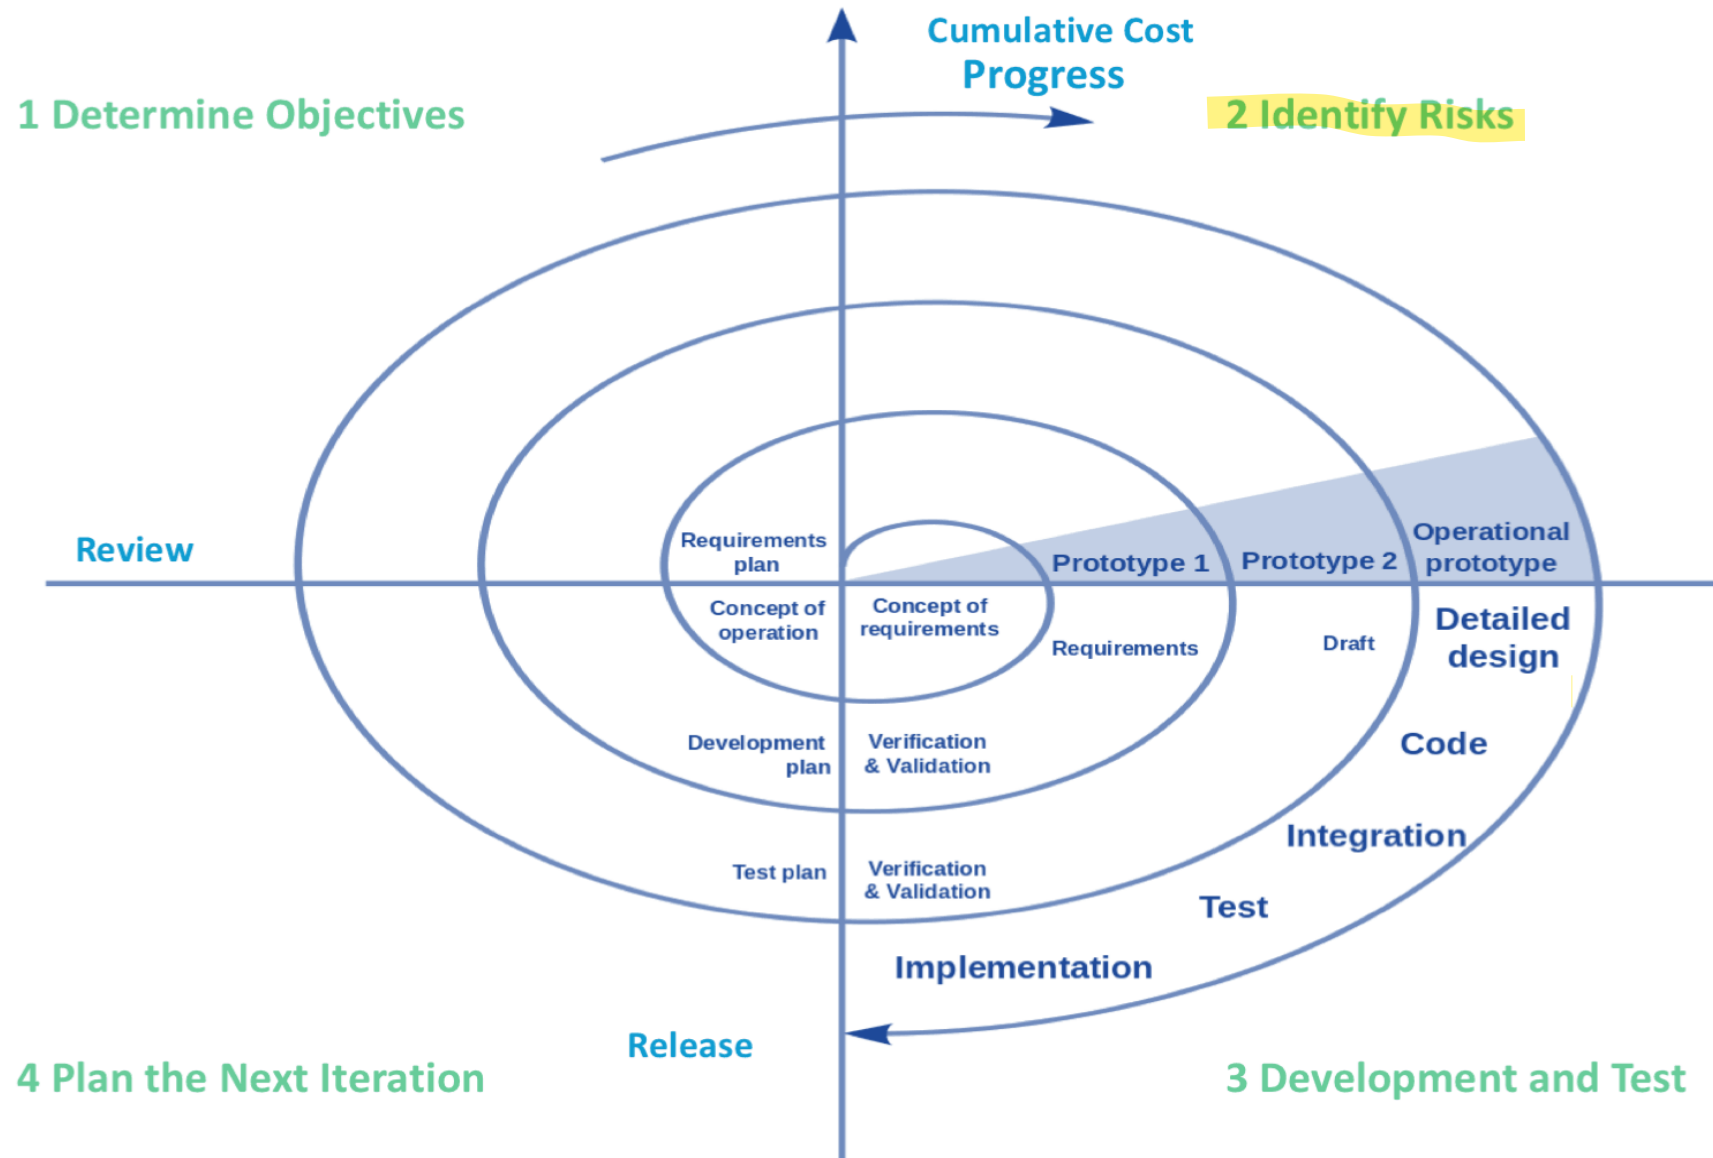 Cumulative Cost
Progress
1 Determine Objectives
2 Identify Risks
Review
Requirements
plan
Prototype 1
Prototype 2
Operational
prototype
Concept of
operation
Concept of
requirements
Requirements
Draft
Detailed
design
Code
Development
plan
Verification
& Validation
Integration
Test plan
Verification
& Validation
Test
Implementation
Release
4 Plan the Next Iteration
3 Development and Test